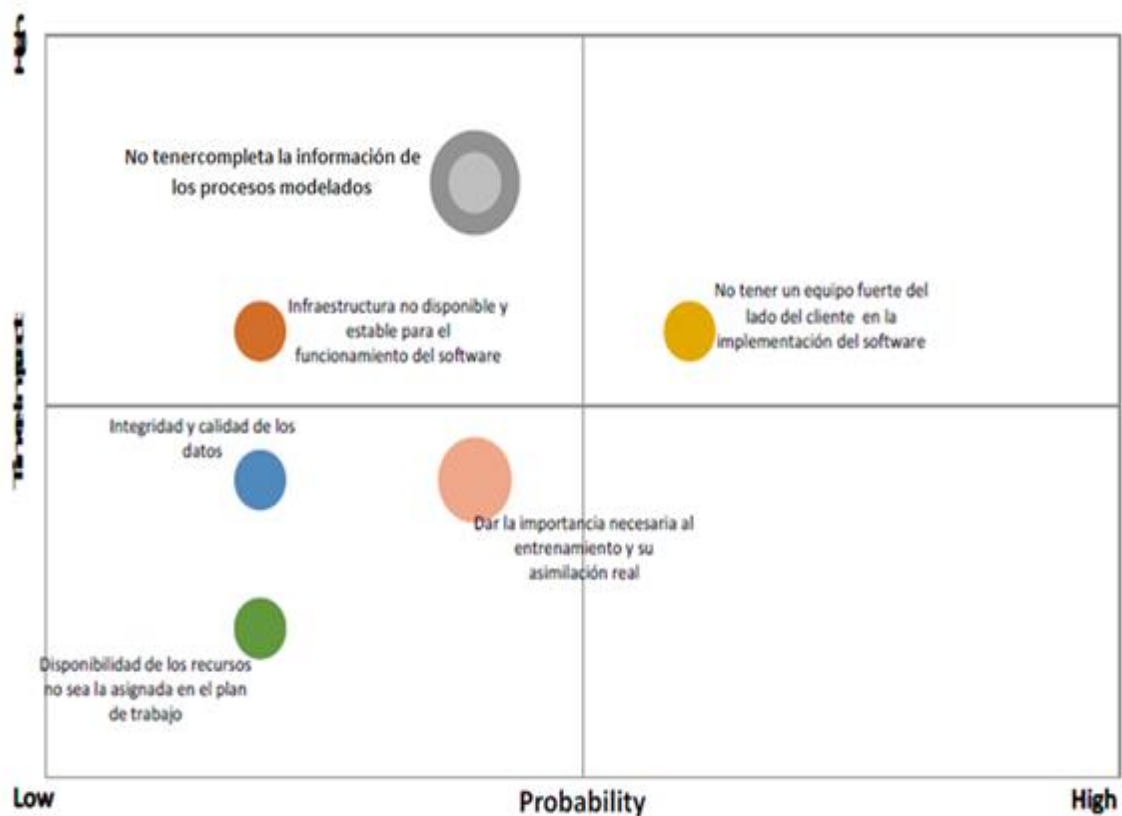 High
No tenercompleta la información de
los procesos modelados
Infraestructura no disponible y
estable para el
funcionamiento del software
No tener un equipo fuerte del
lado del cliente en la
implementación del software
Integridad y calidad de los
datos
Dar la importancia necesaria al
entrenamiento y su
asimilación real
Disponibilidad de los recursos
no sea la asignada en el plan
de trabajo
Low
Probability
High